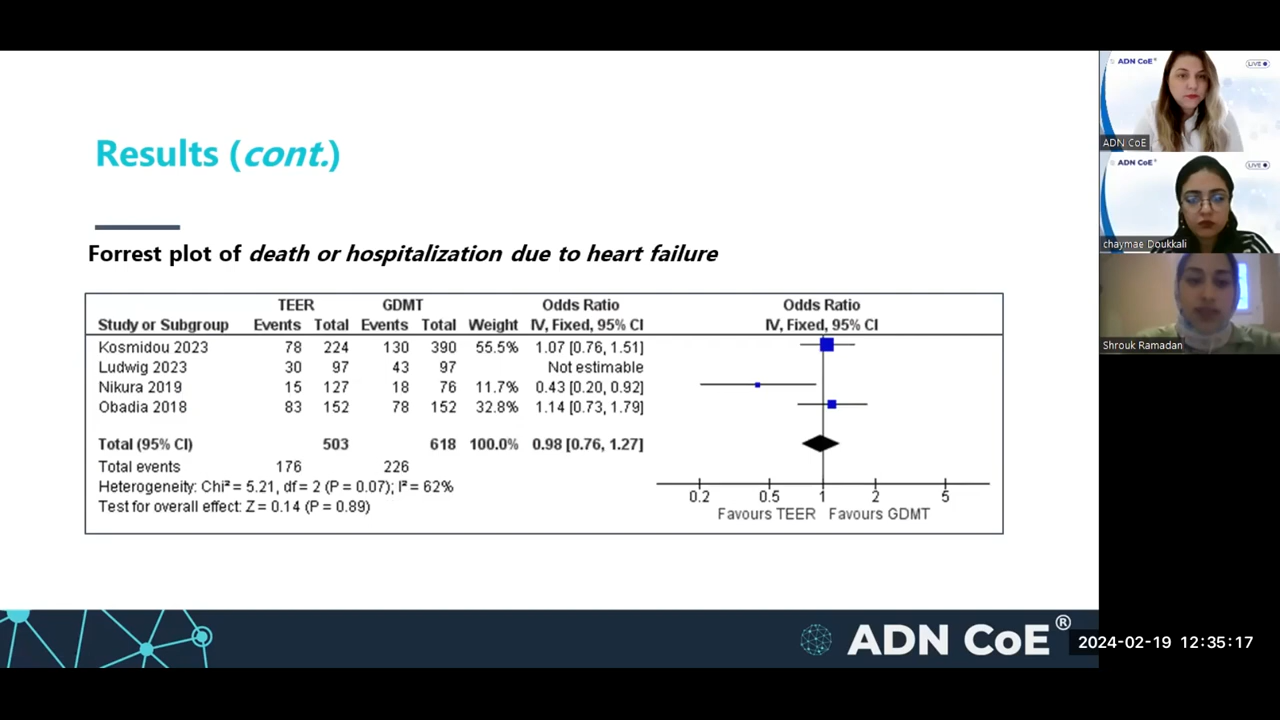 Results (cont.)
Forrest plot of death or hospitalization due to heart failure
TEER GDMT Odds Ratio Odds Ratio
Study or Subgroup Events Total Events Total Weight IV, Fixed, 95% CI IV, Fixed, 95% CI
Kosmidou 2023 78 224 130 390 55.5% 1.07 [0.76, 1.51]
Ludwig 2023 30 97 43 97 Not estimable
Nikura 2019 15 127 18 76 11.7% 0.43 [0.20, 0.92]
Obadia 2018 83 152 78 152 32.8% 1.14 [0.73, 1.79]
Total (95% CI) 503 618 100.0% 0.98 [0.76, 1.27]
Total events 176 226
Heterogeneity: Chi² = 5.21, df = 2 (P = 0.07); I² = 62%
Test for overall effect: Z = 0.14 (P = 0.89)
0.2 0.5 1 2 5
Favours TEER Favours GDMT
ADN CoE®
ADN CoE® LIVE
ADN CoE
ADN CoE® LIVE
chaymae Doukkali
Shrouk Ramadan
2024-02-19 12:35:17